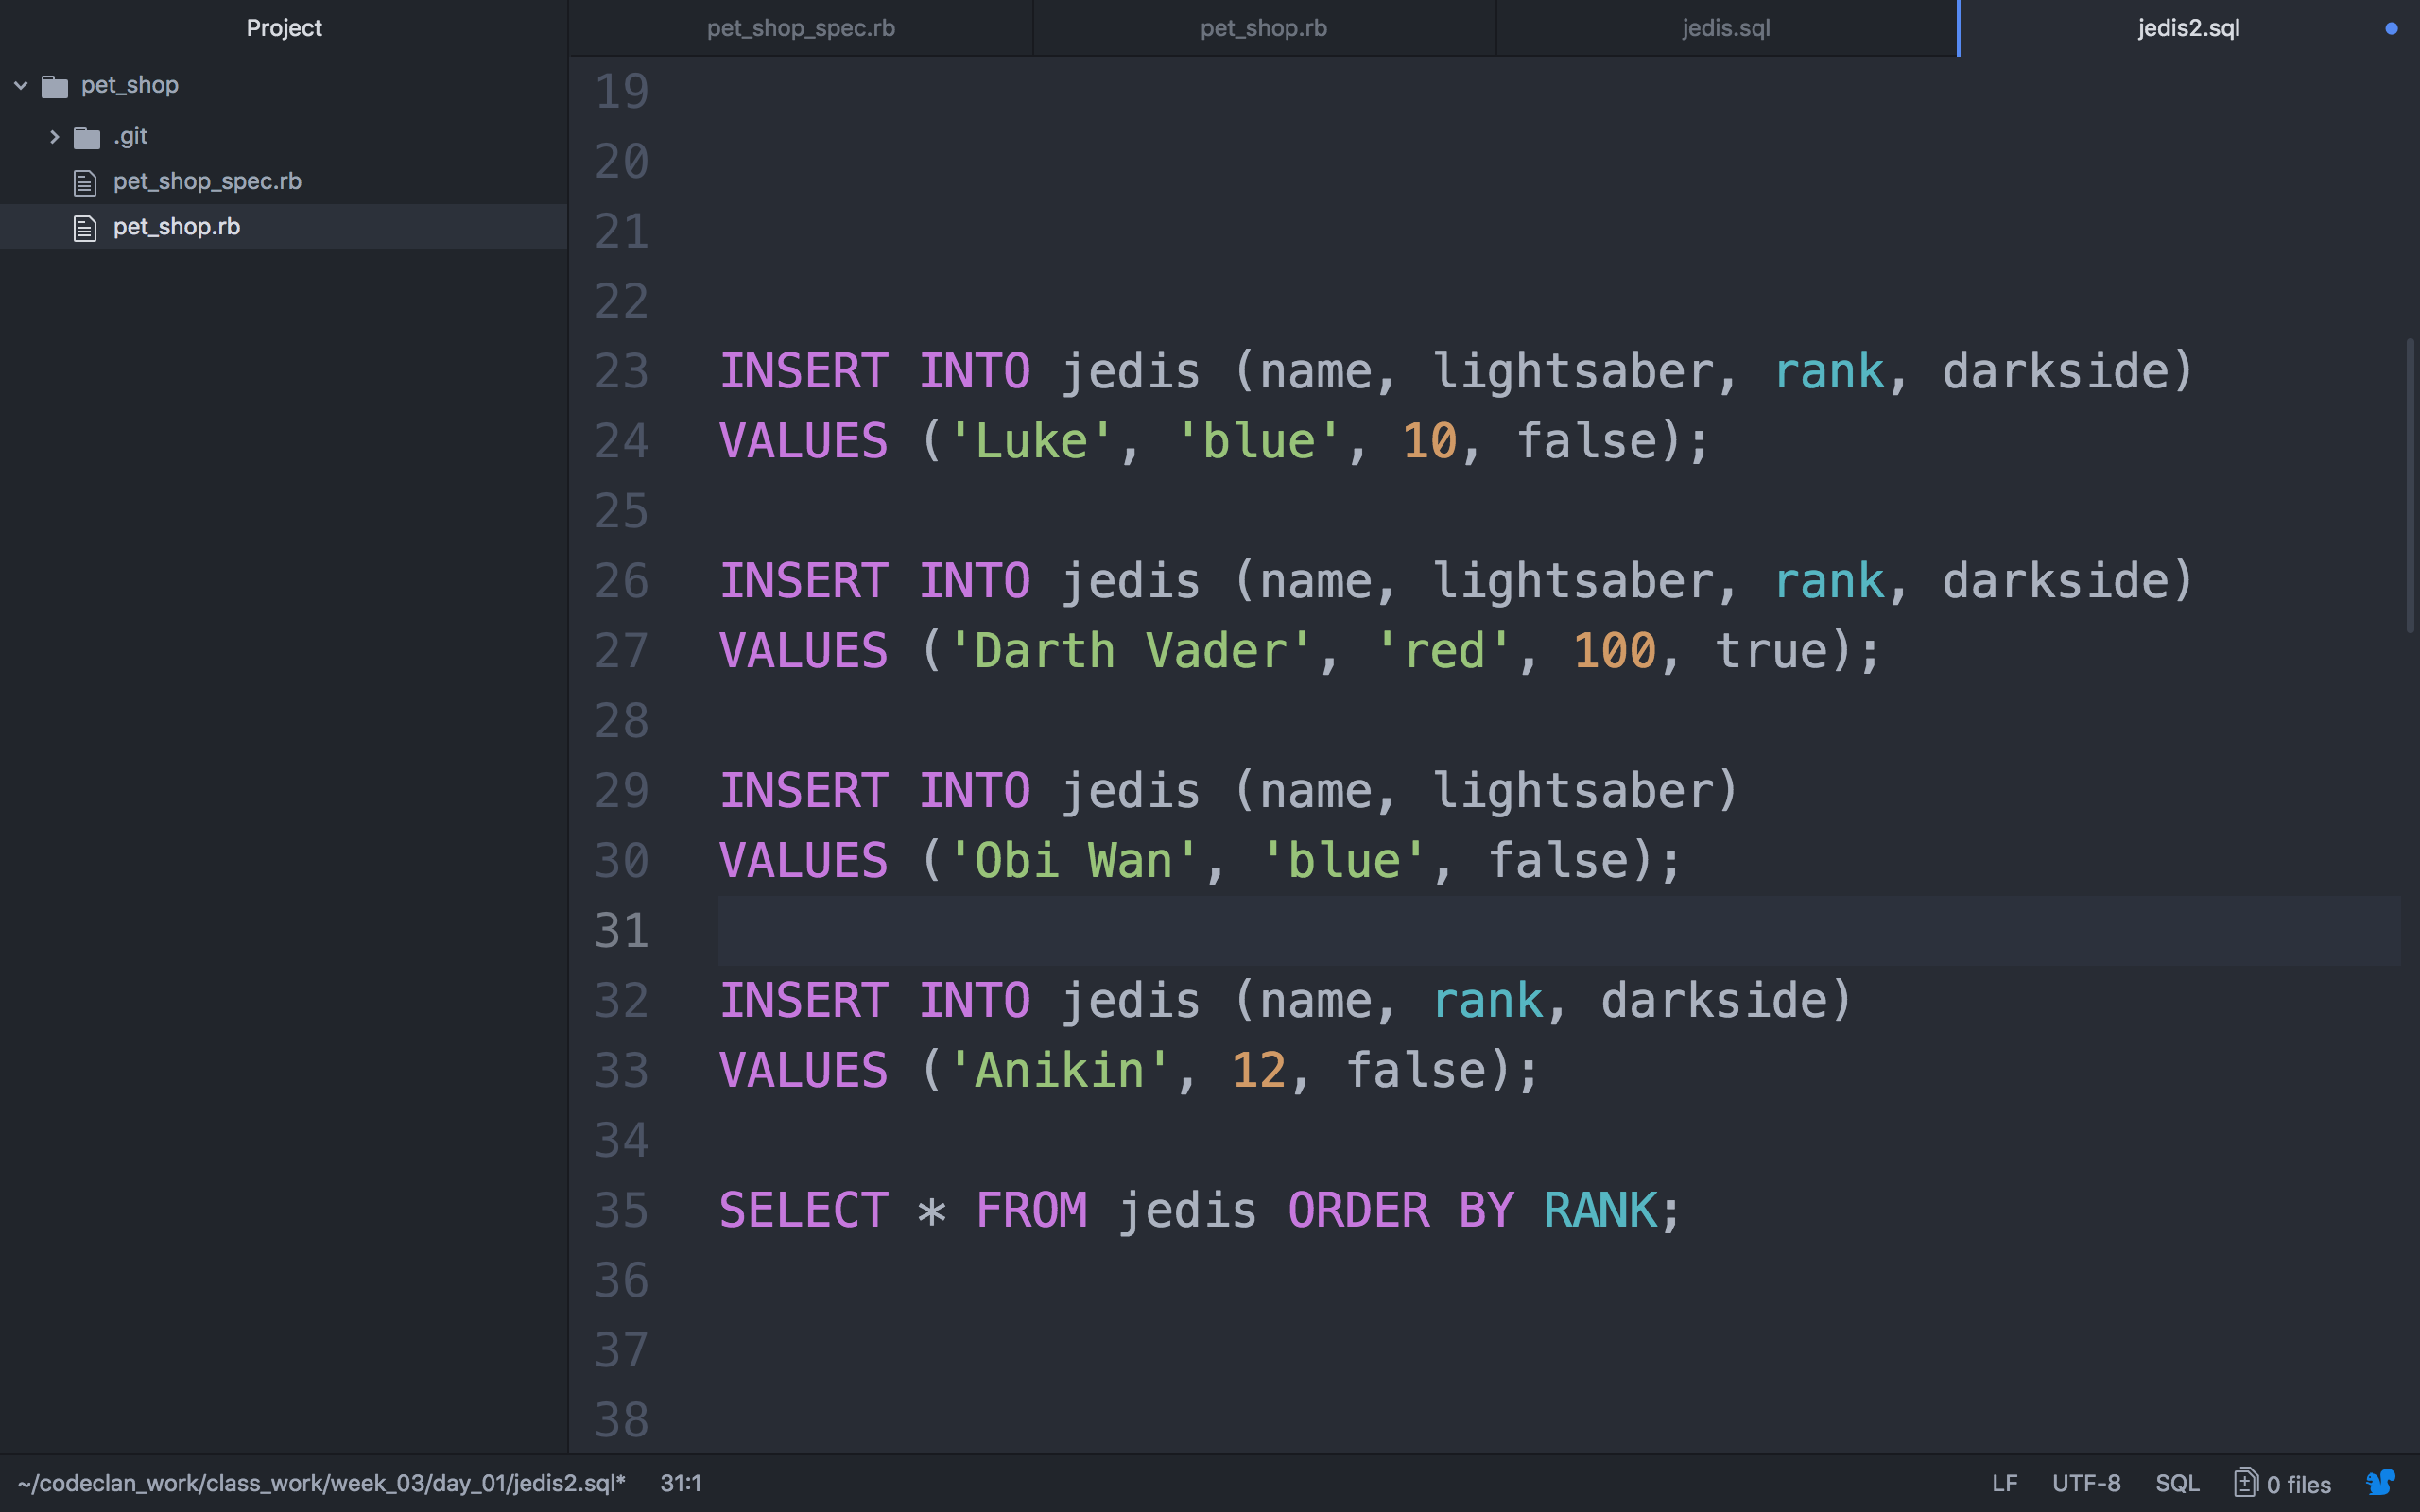 Project
pet_shop
.git
pet_shop_spec.rb
pet_shop.rb
pet_shop_spec.rb
pet_shop.rb
jedis.sql
jedis2.sql
19
20
21
22
23 INSERT INTO jedis (name, lightsaber, rank, darkside)
24 VALUES ('Luke', 'blue', 10, false);
25
26 INSERT INTO jedis (name, lightsaber, rank, darkside)
27 VALUES ('Darth Vader', 'red', 100, true);
28
29 INSERT INTO jedis (name, lightsaber)
30 VALUES ('Obi Wan', 'blue', false);
31
32 INSERT INTO jedis (name, rank, darkside)
33 VALUES ('Anikin', 12, false);
34
35 SELECT * FROM jedis ORDER BY RANK;
36
37
38
~/codeclan_work/class_work/week_03/day_01/jedis2.sql* 31:1 LF UTF-8 SQL 0 files